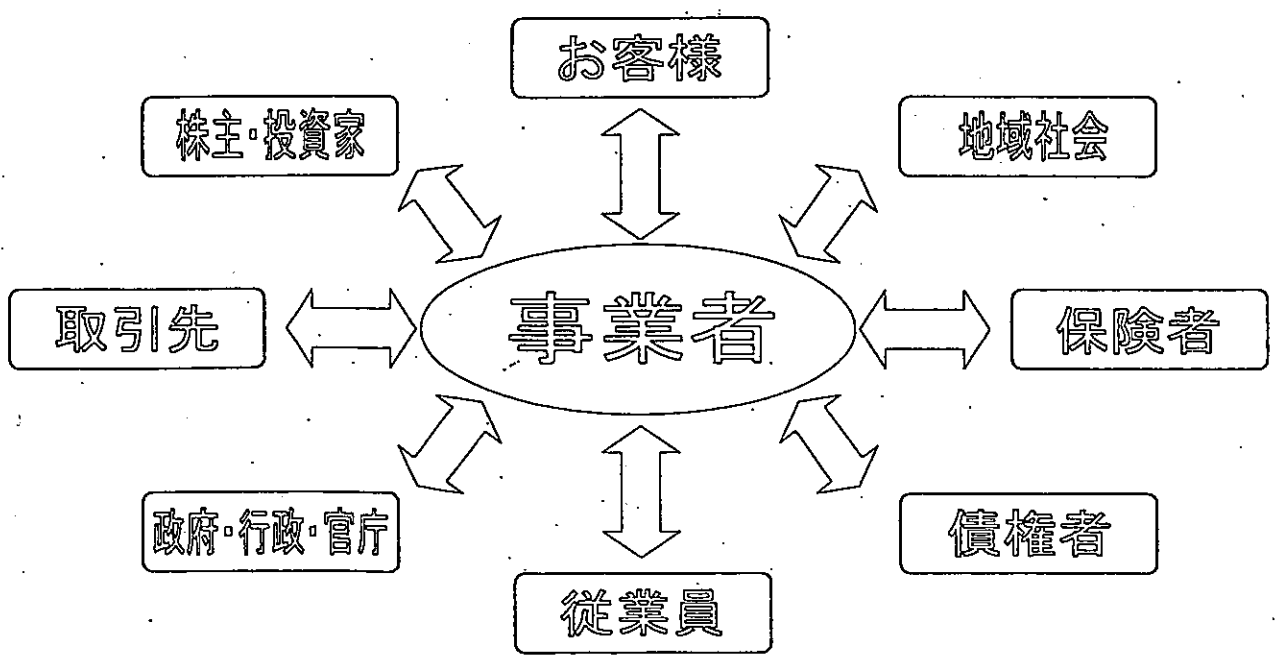 お客様
株主・投資家
地域社会
取引先
事業者
保険者
政府・行政・官庁
債権者
従業員